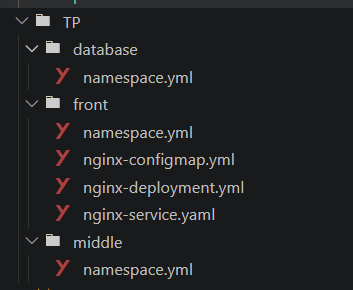 TP
database
namespace.yml
front
namespace.yml
nginx-configmap.yml
nginx-deployment.yml
nginx-service.yaml
middle
namespace.yml